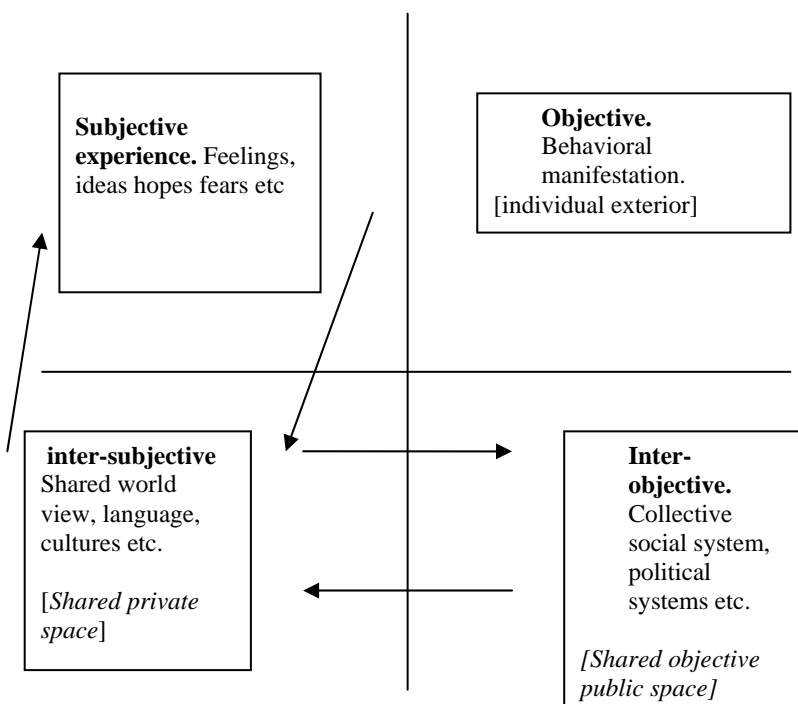 Subjective
experience. Feelings,
ideas hopes fears etc
Objective.
Behavioral
manifestation.
[individual exterior]
inter-subjective
Shared world
view, language,
cultures etc.
[Shared private
space]
Inter-
objective.
Collective
social system,
political
systems etc.
[Shared objective
public space]